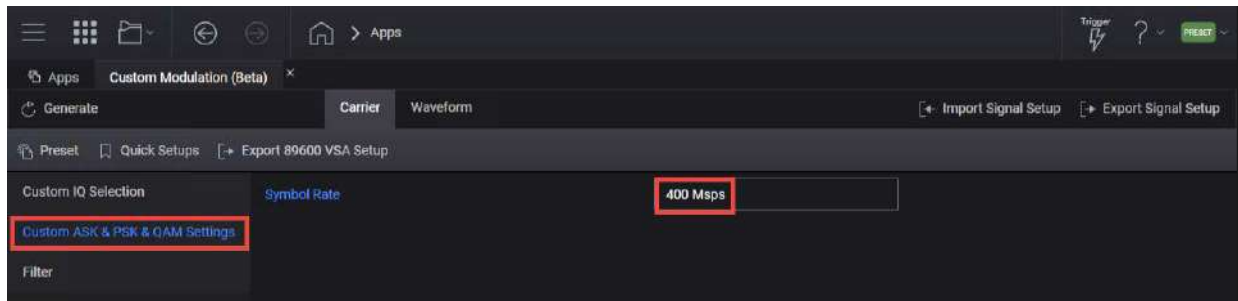 > Apps
Trigger
?
PRESET
Apps Custom Modulation (Beta) ×
Generate Carrier Waveform Import Signal Setup Export Signal Setup
Preset Quick Setups Export 89600 VSA Setup
Custom IQ Selection Symbol Rate 400 Msps
Custom ASK & PSK & QAM Settings
Filter